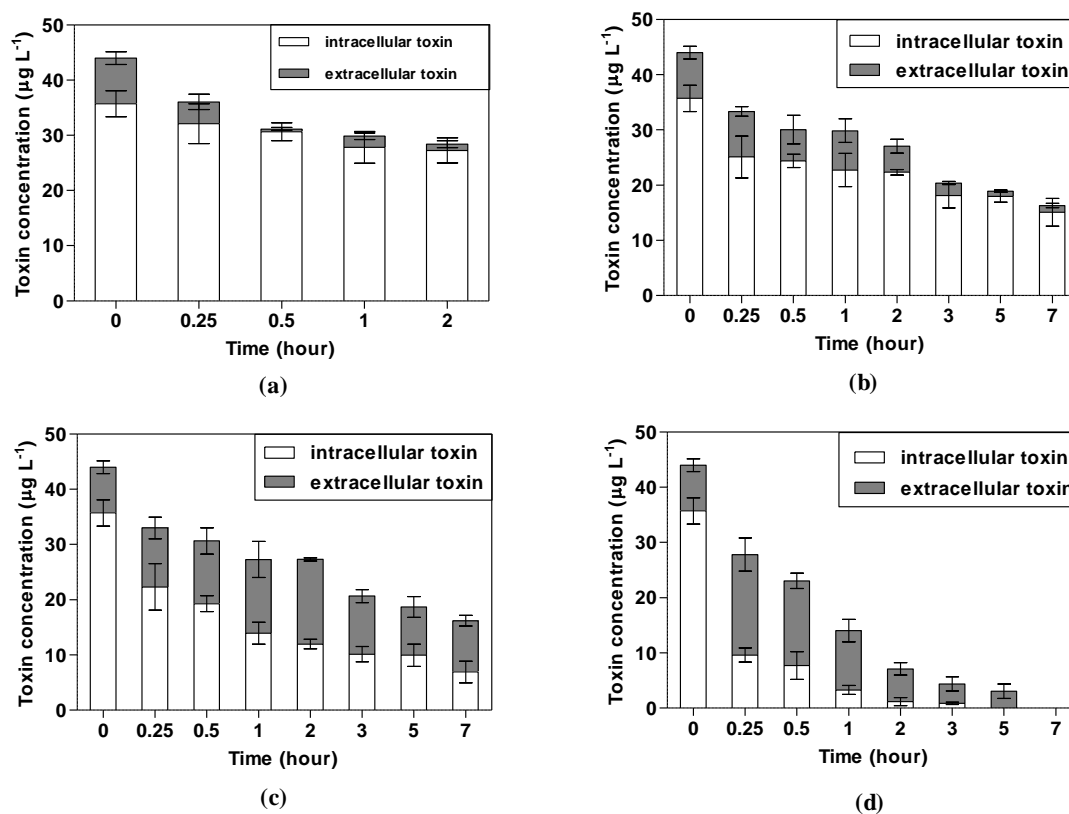 50
40
30
20
10
0
Toxin concentration (µg L-1)
intracellular toxin
extracellular toxin
0 0.25 0.5 1 2
Time (hour)
(a)
50
40
30
20
10
0
Toxin concentration (µg L-1)
intracellular toxin
extracellular toxin
0 0.25 0.5 1 2 3 5 7
Time (hour)
(b)
50
40
30
20
10
0
Toxin concentration (µg L-1)
intracellular toxin
extracellular toxin
0 0.25 0.5 1 2 3 5 7
Time (hour)
(c)
50
40
30
20
10
0
Toxin concentration (µg L-1)
intracellular toxin
extracellular toxin
0 0.25 0.5 1 2 3 5 7
Time (hour)
(d)